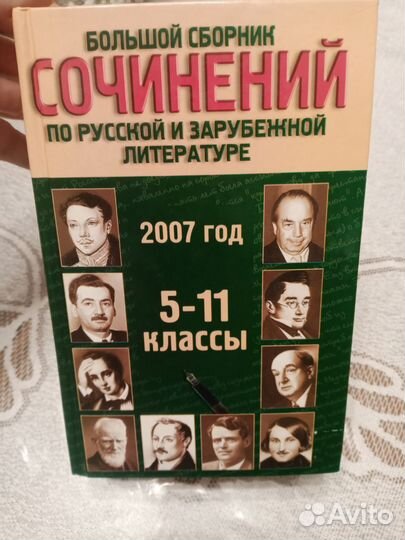 БОЛЬШОЙ СБОРНИК
СОЧИНЕНИЙ
ПО РУССКОЙ И ЗАРУБЕЖНОЙ
ЛИТЕРАТУРЕ
2007 год
5-11
классы
Avito